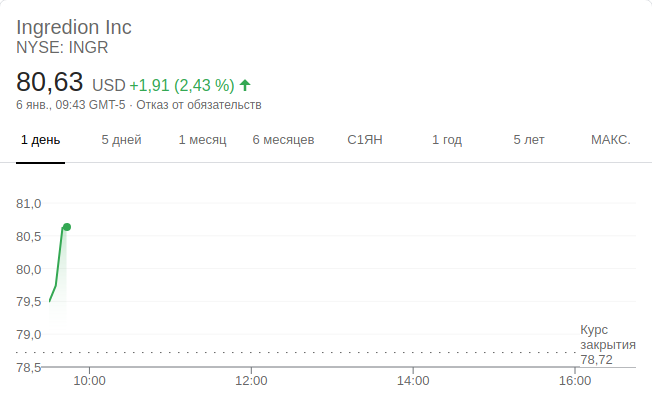 Ingredion Inc
NYSE: INGR
80,63 USD +1,91 (2,43 %)
6 янв., 09:43 GMT-5 · Отказ от обязательств
1 день 5 дней 1 месяц 6 месяцев С1ЯН 1 год 5 лет МАКС.
81,0
80,5
80,0
79,5
79,0
78,5
Курс
закрытия
78,72
10:00 12:00 14:00 16:00